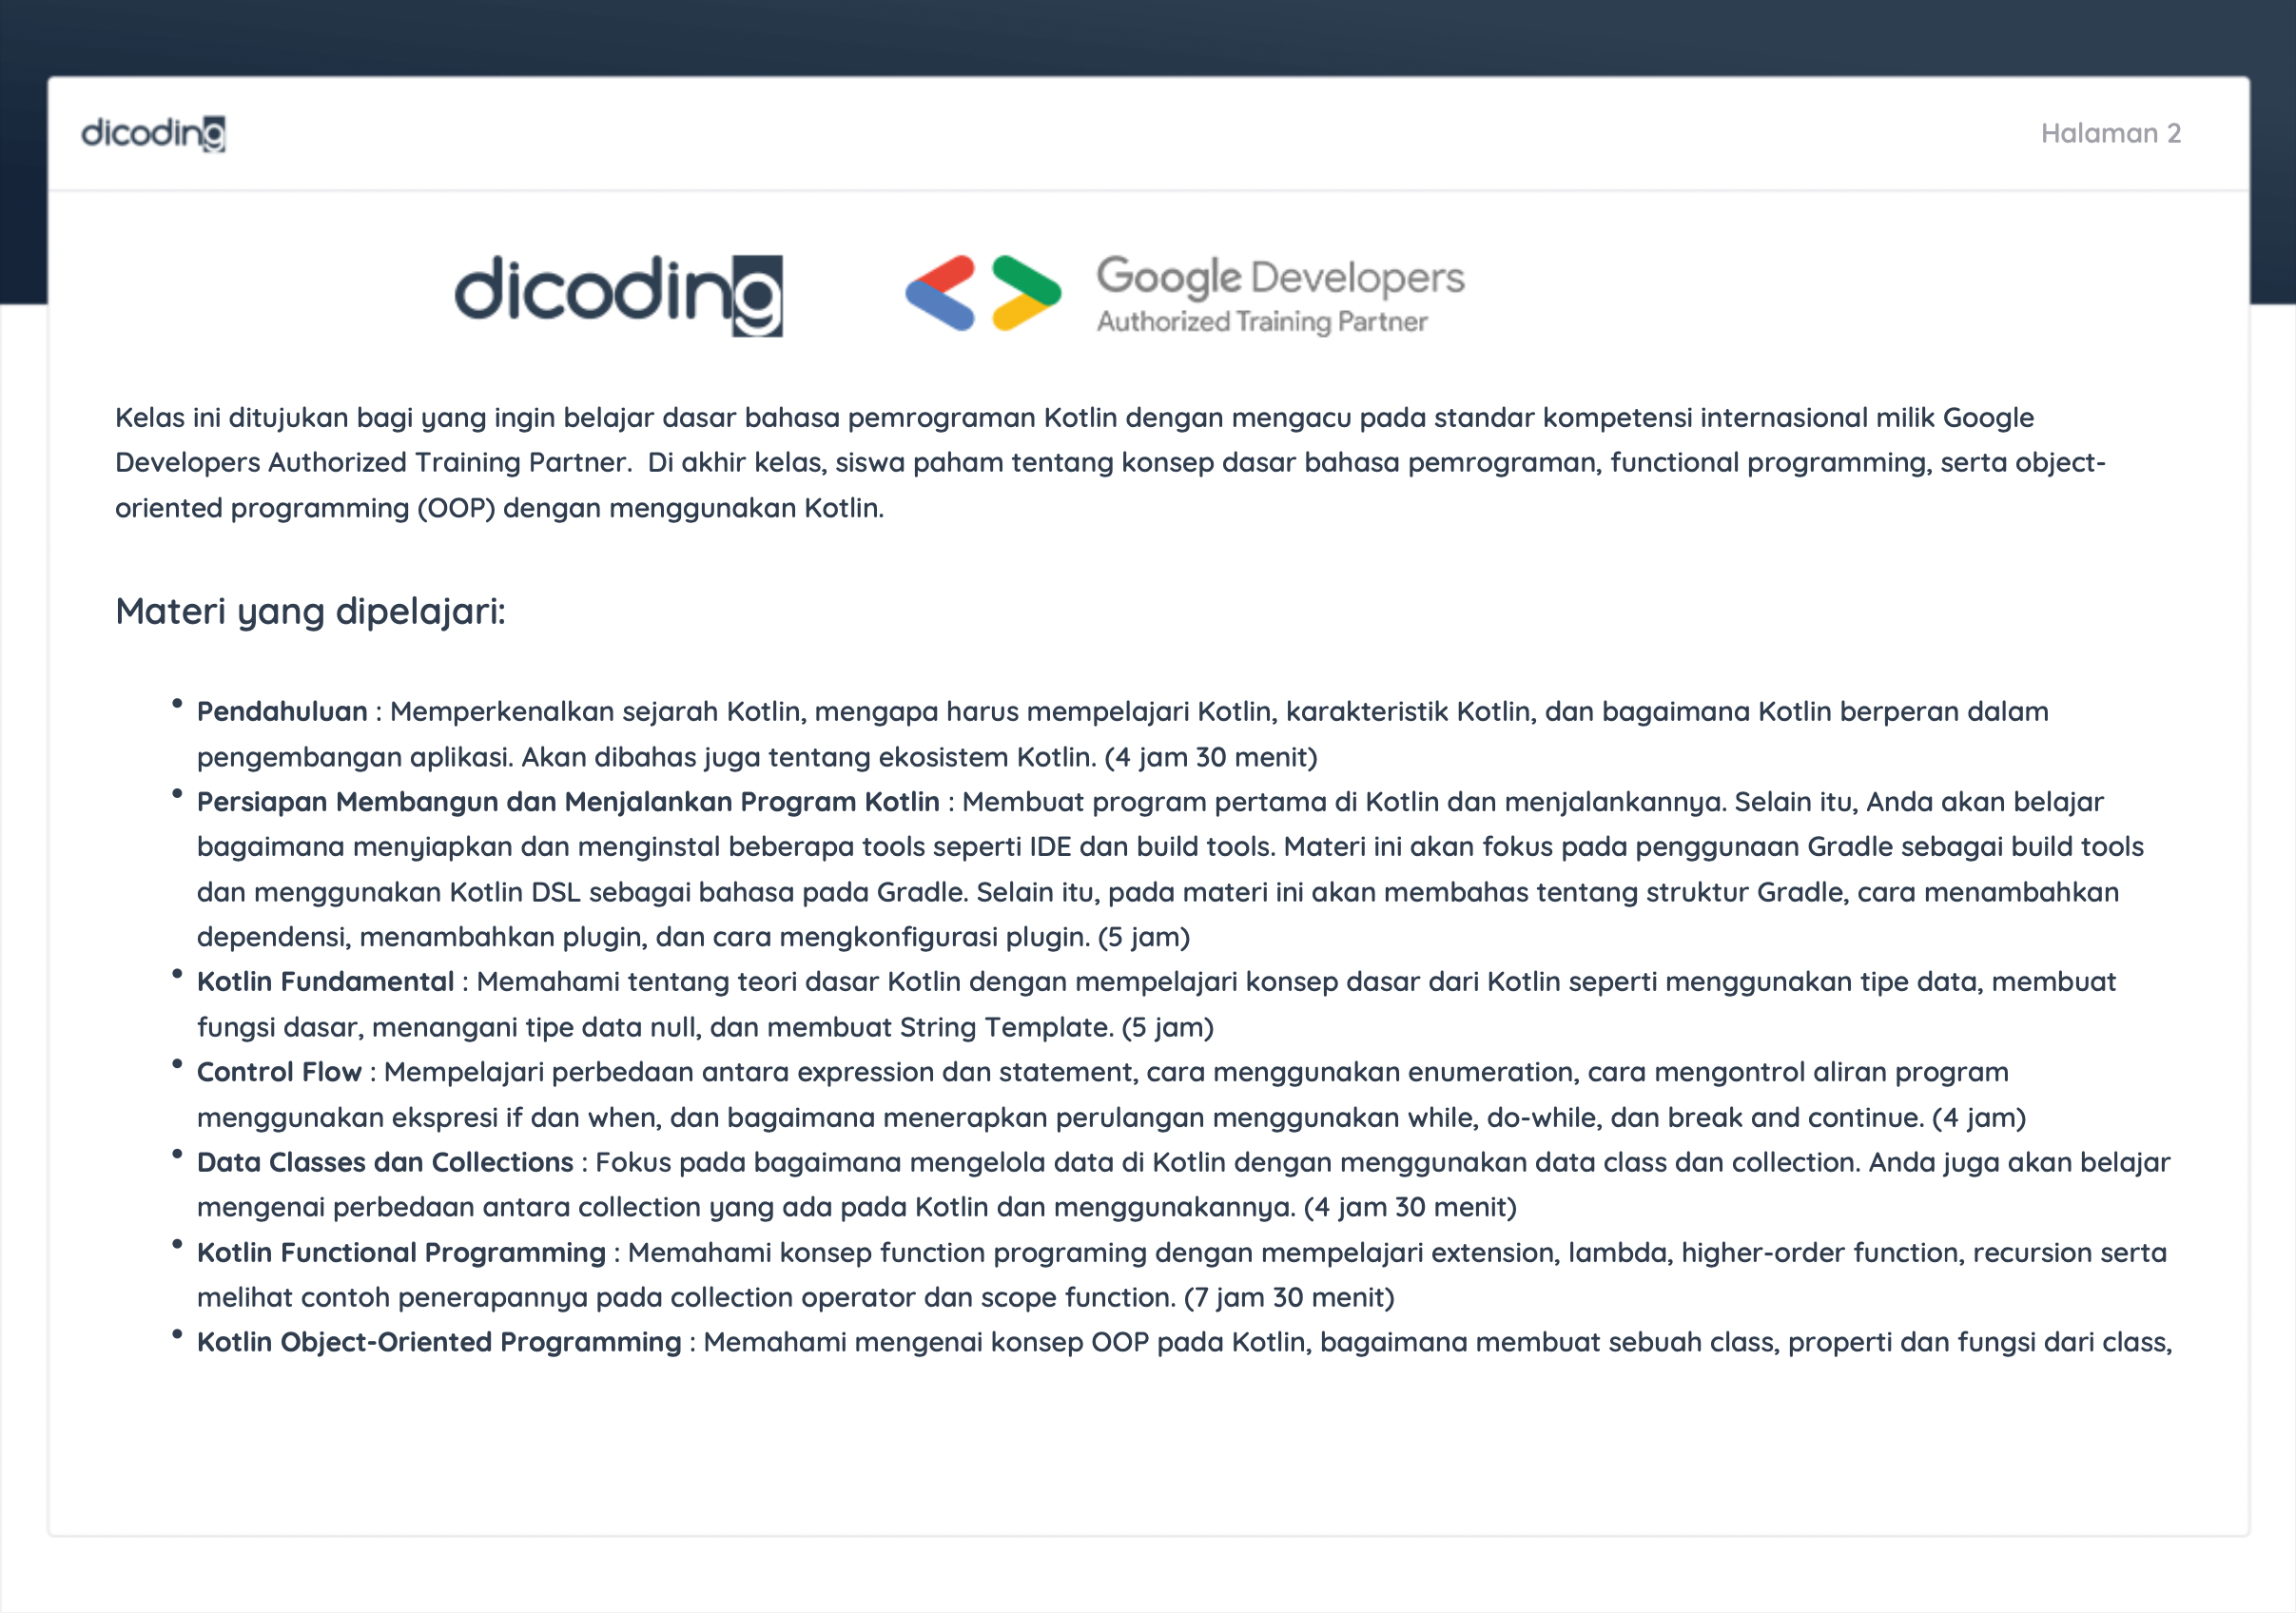 dicoding
Halaman 2
dicoding
Google Developers
Authorized Training Partner
Kelas ini ditujukan bagi yang ingin belajar dasar bahasa pemrograman Kotlin dengan mengacu pada standar kompetensi internasional milik Google
Developers Authorized Training Partner.  Di akhir kelas, siswa paham tentang konsep dasar bahasa pemrograman, functional programming, serta object-
oriented programming (OOP) dengan menggunakan Kotlin.
Materi yang dipelajari:
• Pendahuluan : Memperkenalkan sejarah Kotlin, mengapa harus mempelajari Kotlin, karakteristik Kotlin, dan bagaimana Kotlin berperan dalam
pengembangan aplikasi. Akan dibahas juga tentang ekosistem Kotlin. (4 jam 30 menit)
• Persiapan Membangun dan Menjalankan Program Kotlin : Membuat program pertama di Kotlin dan menjalankannya. Selain itu, Anda akan belajar
bagaimana menyiapkan dan menginstal beberapa tools seperti IDE dan build tools. Materi ini akan fokus pada penggunaan Gradle sebagai build tools
dan menggunakan Kotlin DSL sebagai bahasa pada Gradle. Selain itu, pada materi ini akan membahas tentang struktur Gradle, cara menambahkan
dependensi, menambahkan plugin, dan cara mengkonfigurasi plugin. (5 jam)
• Kotlin Fundamental : Memahami tentang teori dasar Kotlin dengan mempelajari konsep dasar dari Kotlin seperti menggunakan tipe data, membuat
fungsi dasar, menangani tipe data null, dan membuat String Template. (5 jam)
• Control Flow : Mempelajari perbedaan antara expression dan statement, cara menggunakan enumeration, cara mengontrol aliran program
menggunakan ekspresi if dan when, dan bagaimana menerapkan perulangan menggunakan while, do-while, dan break and continue. (4 jam)
• Data Classes dan Collections : Fokus pada bagaimana mengelola data di Kotlin dengan menggunakan data class dan collection. Anda juga akan belajar
mengenai perbedaan antara collection yang ada pada Kotlin dan menggunakannya. (4 jam 30 menit)
• Kotlin Functional Programming : Memahami konsep function programing dengan mempelajari extension, lambda, higher-order function, recursion serta
melihat contoh penerapannya pada collection operator dan scope function. (7 jam 30 menit)
• Kotlin Object-Oriented Programming : Memahami mengenai konsep OOP pada Kotlin, bagaimana membuat sebuah class, properti dan fungsi dari class,